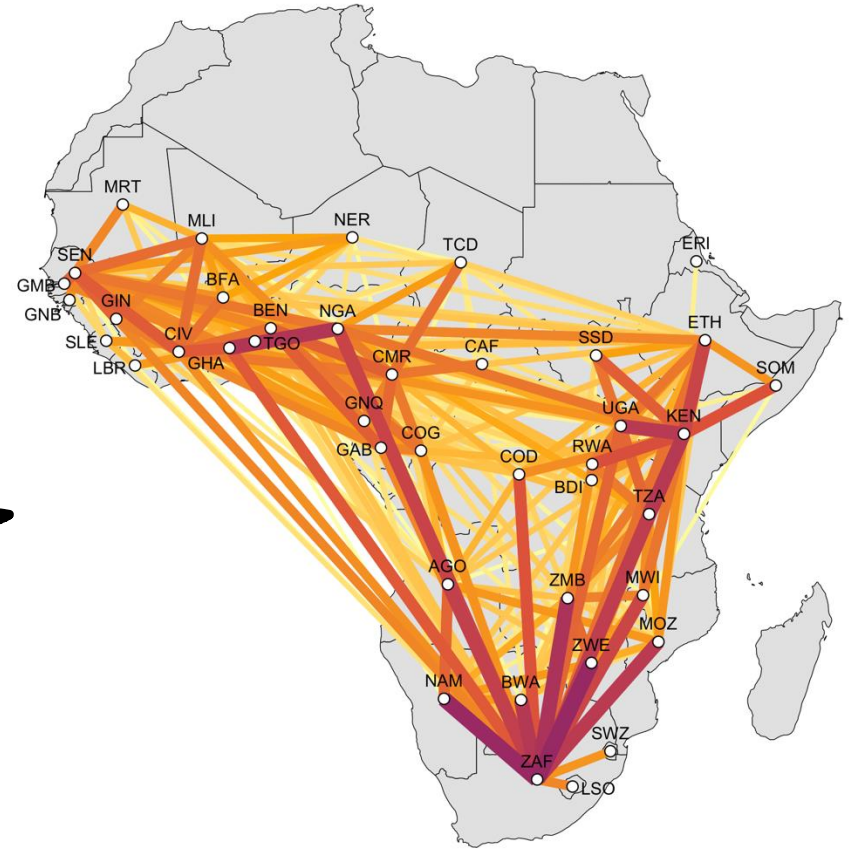 MRT
MLI
NER
TCD
ERI
SEN
GMB
GNB
GIN
BFA
BEN
NGA
SLE
LBR
CIV
GHA
TGO
CMR
CAF
SSD
ETH
SOM
GNQ
GAB
COG
COD
UGA
KEN
RWA
BDI
TZA
AGO
ZMB
MWI
MOZ
ZWE
NAM
BWA
SWZ
ZAF
LSO